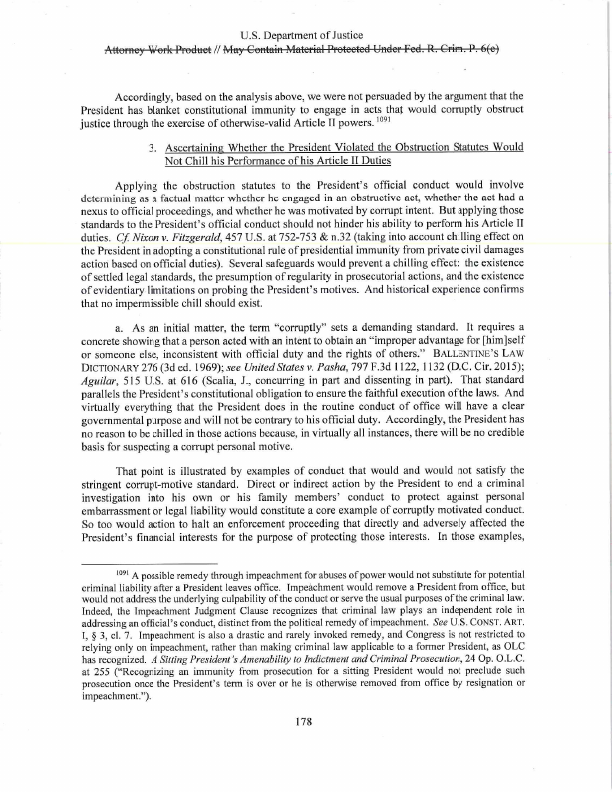 U.S. Department of Justice
Attorney Work Product // May Contain Material Protected Under Fed. R. Crim. P. 6(e)
Accordingly, based on the analysis above, we were not persuaded by the argument that the
President has blanket constitutional immunity to engage in acts that would corruptly obstruct
justice through the exercise of otherwise-valid Article II powers. 1091
3. Ascertaining Whether the President Violated the Obstruction Statutes Would
Not Chill his Performance of his Article II Duties
Applying the obstruction statutes to the President's official conduct would involve
determining as a factual matter whether he engaged in an obstructive act, whether the act had a
nexus to official proceedings, and whether he was motivated by corrupt intent. But applying those
standards to the President's official conduct should not hinder his ability to perform his Article II
duties. Cf. Nixon v. Fitzgerald, 457 U.S. at 752-753 & n.32 (taking into account chilling effect on
the President in adopting a constitutional rule of presidential immunity from private civil damages
action based on official duties). Several safeguards would prevent a chilling effect: the existence
of settled legal standards, the presumption of regularity in prosecutorial actions, and the existence
of evidentiary limitations on probing the President's motives. And historical experience confirms
that no impermissible chill should exist.
a. As an initial matter, the term "corruptly" sets a demanding standard. It requires a
concrete showing that a person acted with an intent to obtain an "improper advantage for [him]self
or someone else, inconsistent with official duty and the rights of others." BALLENTINE'S LAW
DICTIONARY 276 (3d ed. 1969); see United States v. Pasha, 797 F.3d 1122, 1132 (D.C. Cir. 2015);
Aguilar, 515 U.S. at 616 (Scalia, J., concurring in part and dissenting in part). That standard
parallels the President's constitutional obligation to ensure the faithful execution of the laws. And
virtually everything that the President does in the routine conduct of office will have a clear
governmental purpose and will not be contrary to his official duty. Accordingly, the President has
no reason to be chilled in those actions because, in virtually all instances, there will be no credible
basis for suspecting a corrupt personal motive.
That point is illustrated by examples of conduct that would and would not satisfy the
stringent corrupt-motive standard. Direct or indirect action by the President to end a criminal
investigation into his own or his family members' conduct to protect against personal
embarrassment or legal liability would constitute a core example of corruptly motivated conduct.
So too would action to halt an enforcement proceeding that directly and adversely affected the
President's financial interests for the purpose of protecting those interests. In those examples,
1091 A possible remedy through impeachment for abuses of power would not substitute for potential
criminal liability after a President leaves office. Impeachment would remove a President from office, but
would not address the underlying culpability of the conduct or serve the usual purposes of the criminal law.
Indeed, the Impeachment Judgment Clause recognizes that criminal law plays an independent role in
addressing an official's conduct, distinct from the political remedy of impeachment. See U.S. CONST. ART.
I, § 3, cl. 7. Impeachment is also a drastic and rarely invoked remedy, and Congress is not restricted to
relying only on impeachment, rather than making criminal law applicable to a former President, as OLC
has recognized. A Sitting President's Amenability to Indictment and Criminal Prosecution, 24 Op. O.L.C.
at 255 ("Recognizing an immunity from prosecution for a sitting President would not preclude such
prosecution once the President's term is over or he is otherwise removed from office by resignation or
impeachment.").
178